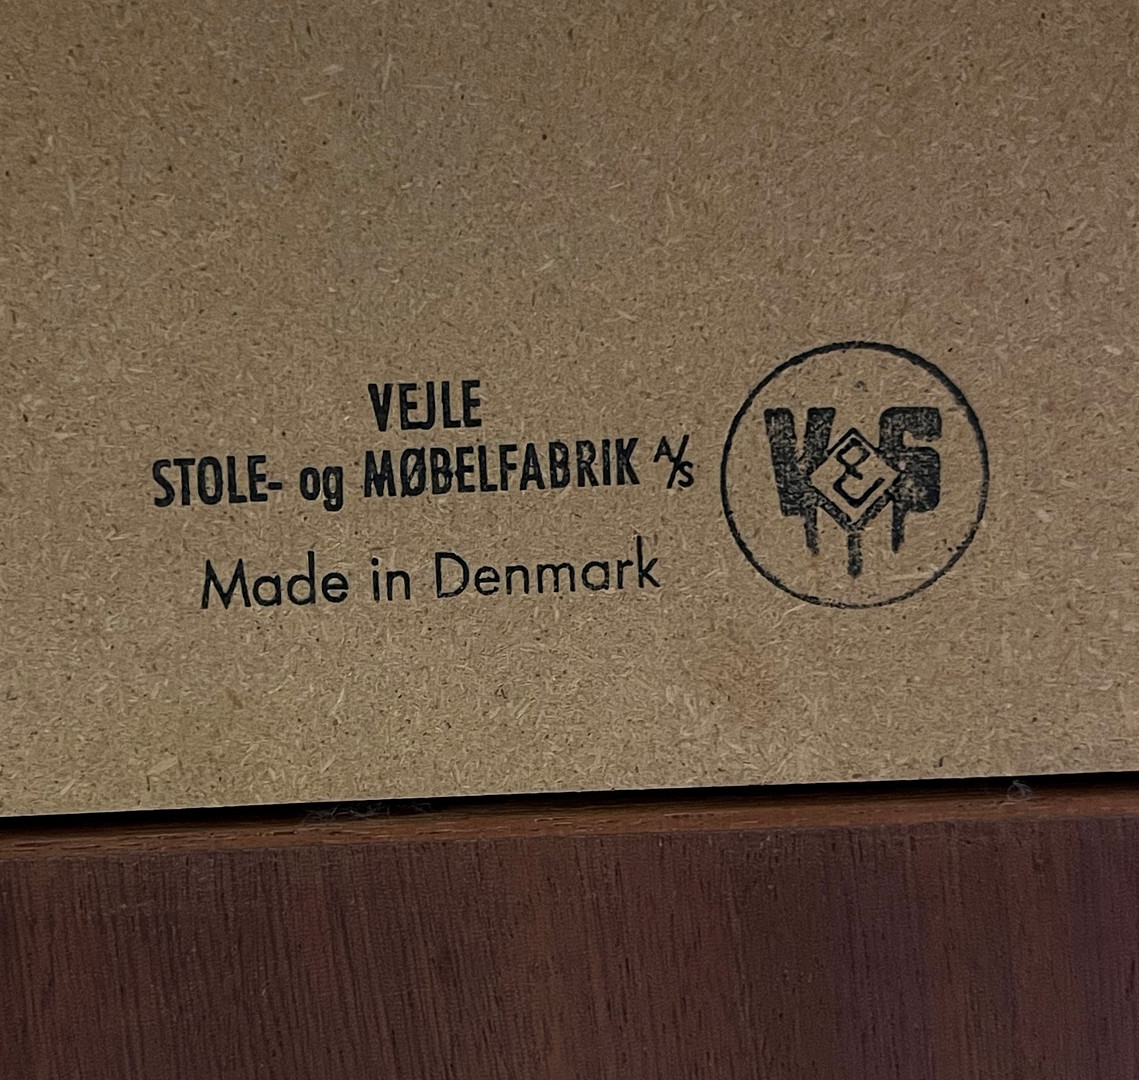 VEJLE
STOLE- og MØBELFABRIK A/S
Made in Denmark
V & S